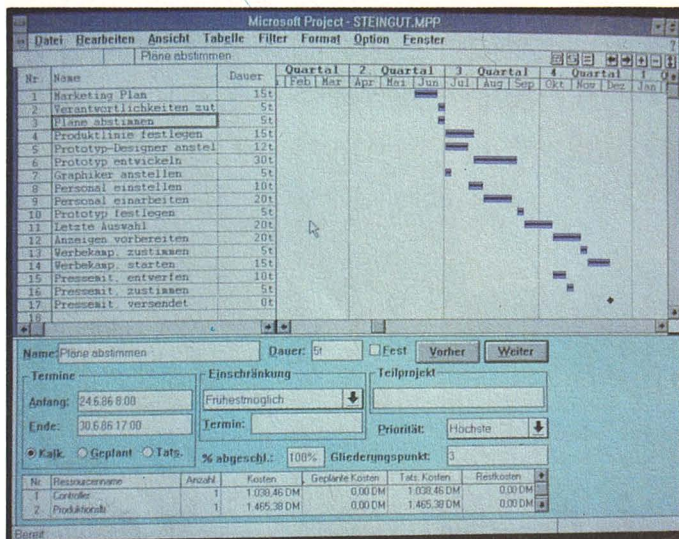 Microsoft Project - STEINGUT.MPP
Datei Bearbeiten Ansicht Tabelle Filter Format Option Fenster ?
Pläne abstimmen
Nr Name Dauer
Quartal 2 Quartal 3 Quartal 4 Quartal 1
Feb Mar Apr Mai Jun Jul Aug Sep Okt Nov Dez Jan
1 Marketing Plan 15t
2 Verantwortlichkeiten zut 5t
3 Pläne abstimmen 5t
4 Produktlinie festlegen 15t
5 Prototyp-Designer anstel 12t
6 Prototyp entwickeln 30t
7 Graphiker anstellen 5t
8 Personal einstellen 10t
9 Personal einarbeiten 20t
10 Prototyp festlegen 5t
11 Letzte Auswahl 20t
12 Anzeigen vorbereiten 20t
13 Werbekamp. zustimmen 5t
14 Werbekamp. starten 15t
15 Pressemit. entwerfen 10t
16 Pressemit. zustimmen 5t
17 Pressemit. versendet 0t
18
Name: Pläne abstimmen Dauer: 5t Fest Vorher Weiter
Termine Einschränkung Teilprojekt
Anfang: 24.6.86 8:00 Frühestmöglich
Ende: 30.6.86 17:00 Termin: Priorität: Höchste
Kalk. Geplant Tats. % abgeschl.: 100% Gliederungspunkt: 3
Nr. Ressourcenname Anzahl Kosten Geplante Kosten Tats. Kosten Restkosten
1 Controller 1 1.038,46 DM 0,00 DM 1.038,46 DM 0,00 DM
2 Produktionsltr 1 1.465,38 DM 0,00 DM 1.465,38 DM 0,00 DM
Bereit